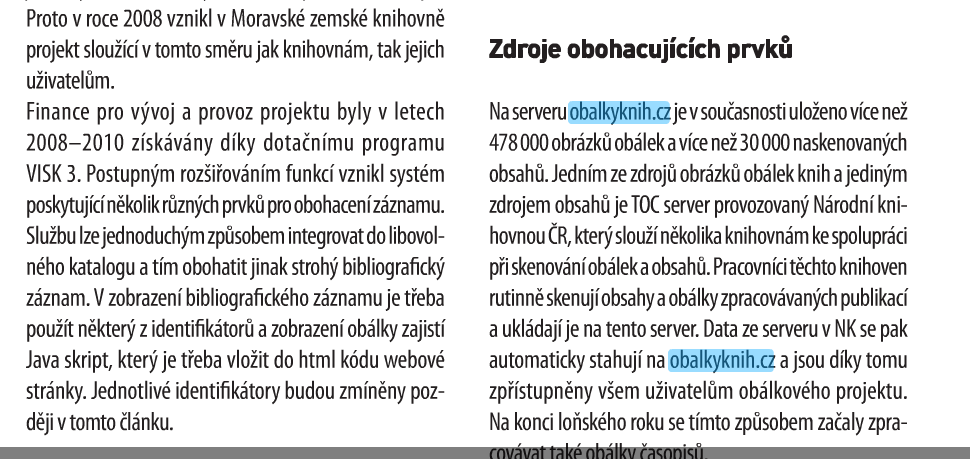 Proto v roce 2008 vznikl v Moravské zemské knihovně
projekt sloužící v tomto směru jak knihovnám, tak jejich
uživatelům.
Finance pro vývoj a provoz projektu byly v letech
2008–2010 získávány díky dotačnímu programu
VISK 3. Postupným rozšiřováním funkcí vznikl systém
poskytující několik různých prvků pro obohacení záznamu.
Službu lze jednoduchým způsobem integrovat do libovol-
ného katalogu a tím obohatit jinak strohý bibliografický
záznam. V zobrazení bibliografického záznamu je třeba
použít některý z identifikátorů a zobrazení obálky zajistí
Java skript, který je třeba vložit do html kódu webové
stránky. Jednotlivé identifikátory budou zmíněny poz-
ději v tomto článku.
Zdroje obohacujících prvků
Na serveru obalkyknih.cz je v současnosti uloženo více než
478 000 obrázků obálek a více než 30 000 naskenovaných
obsahů. Jedním ze zdrojů obrázků obálek knih a jediným
zdrojem obsahů je TOC server provozovaný Národní kni-
hovnou ČR, který slouží několika knihovnám ke spolupráci
při skenování obálek a obsahů. Pracovníci těchto knihoven
rutinně skenují obsahy a obálky zpracovávaných publikací
a ukládají je na tento server. Data ze serveru v NK se pak
automaticky stahují na obalkyknih.cz a jsou díky tomu
zpřístupněny všem uživatelům obálkového projektu.
Na konci loňského roku se tímto způsobem začaly zpra-
covávat také obálky časopisů.